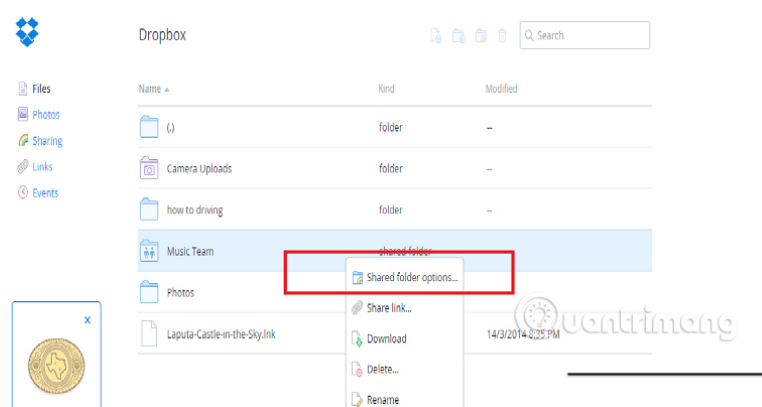 Dropbox
Search
Files
Photos
Sharing
Links
Events
Name Kind Modified
(.) folder --
Camera Uploads folder --
how to driving folder --
Music Team shared folder
Photos
Laputa-Castle-in-the-Sky.lnk 14/3/2014 8:35 PM
Shared folder options...
Share link...
Download
Delete...
Rename
x
Quantrimang